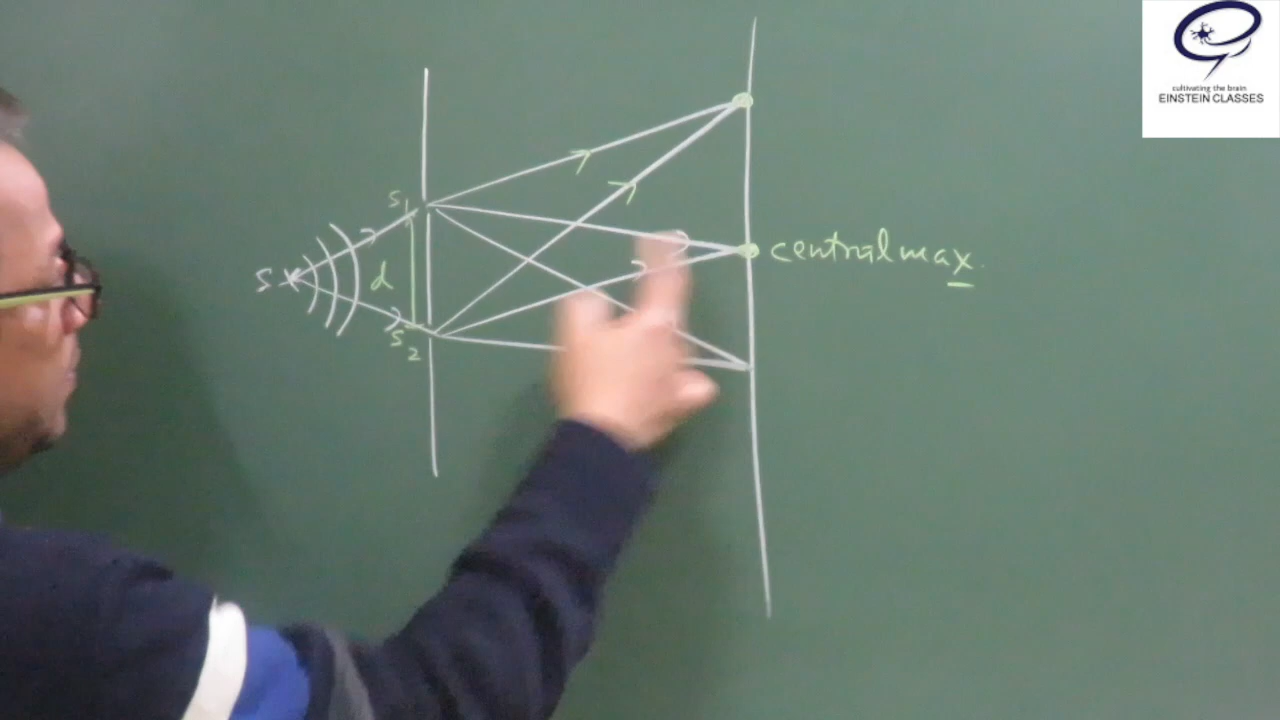 cultivating the brain
EINSTEIN CLASSES
S1
S
d
central max.
S2